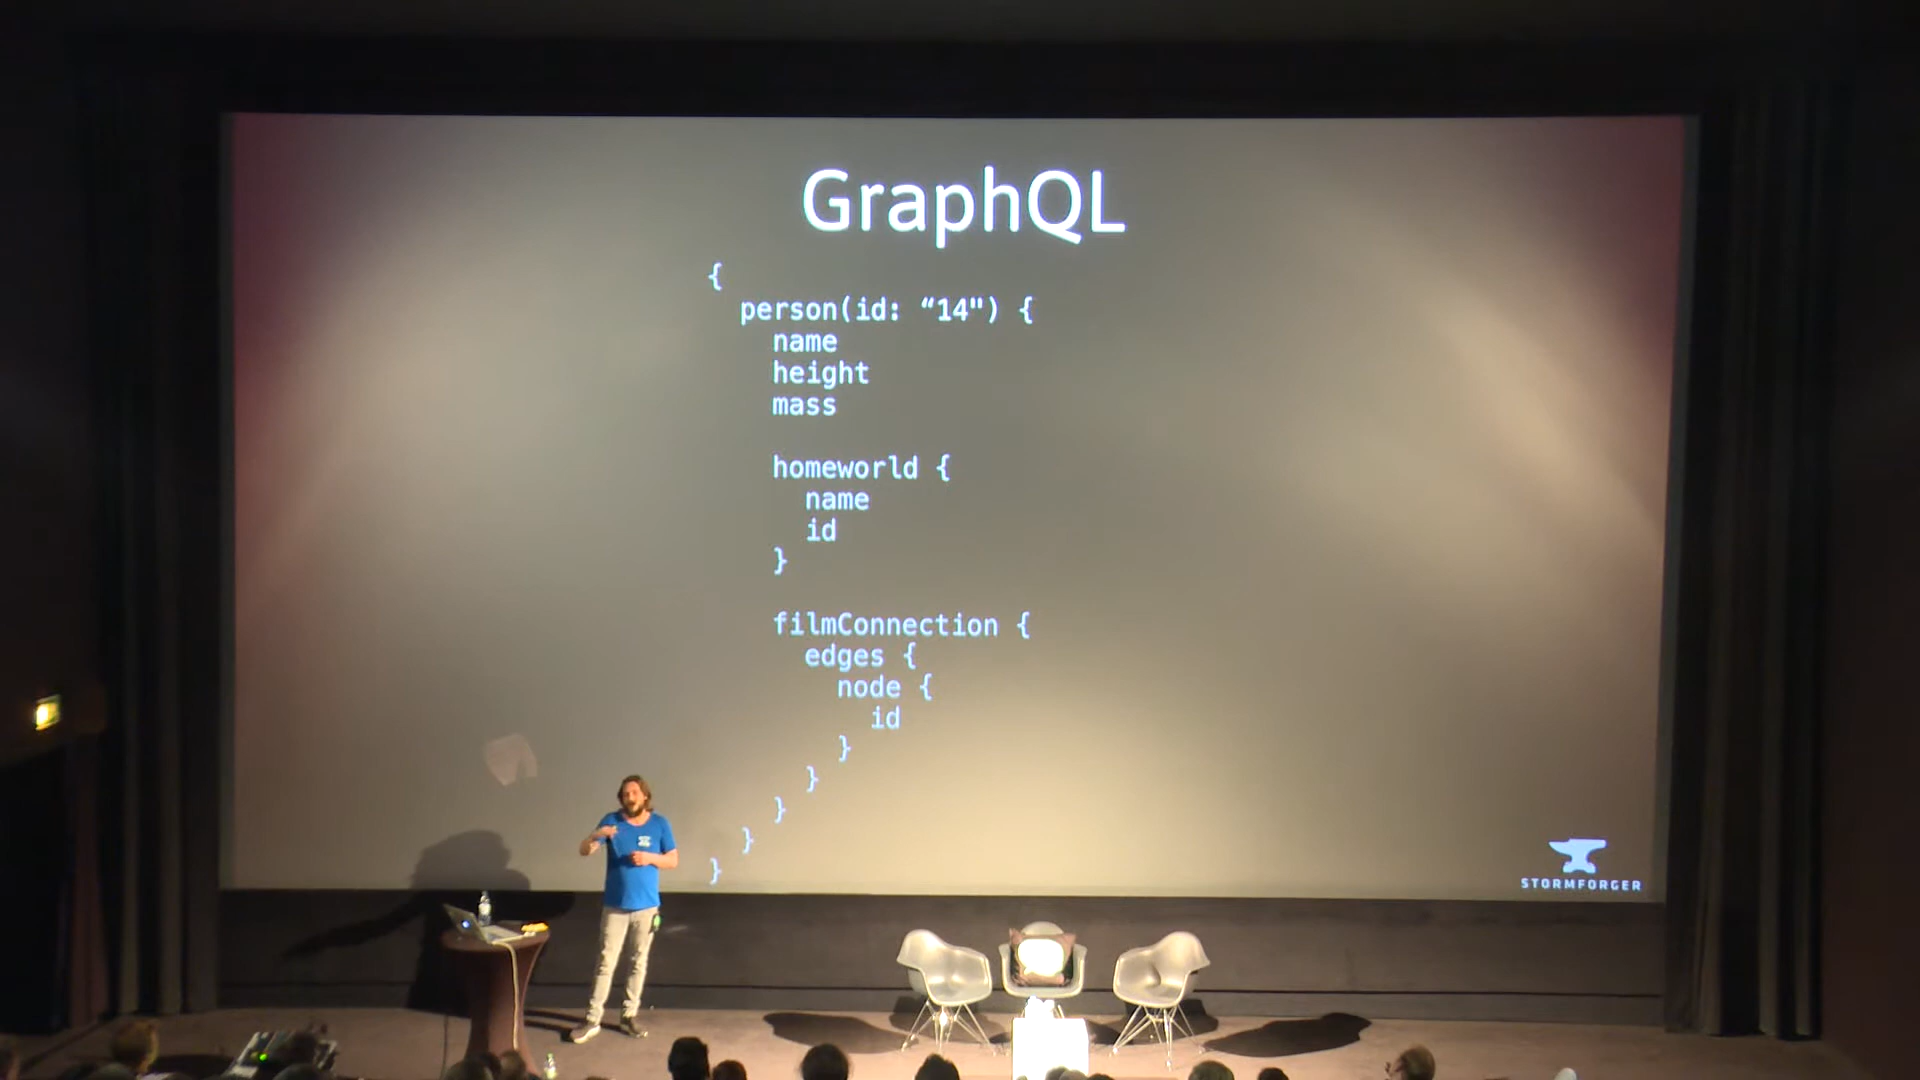 GraphQL
{
  person(id: “14") {
    name
    height
    mass

    homeworld {
      name
      id
    }

    filmConnection {
      edges {
        node {
          id
        }
      }
    }
  }
}
STORMFORGER